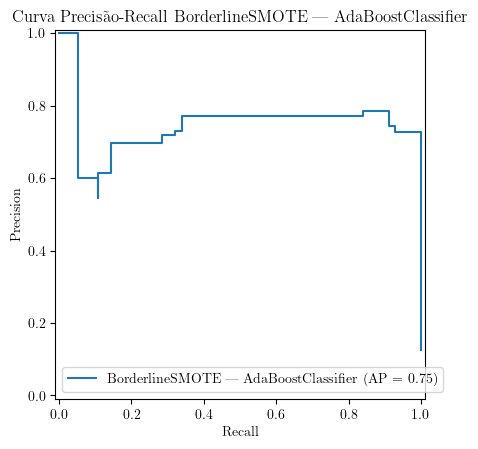 Curva Precisão-Recall BorderlineSMOTE — AdaBoostClassifier
1.0
0.8
0.6
0.4
0.2
0.0
Precision
BorderlineSMOTE — AdaBoostClassifier (AP = 0.75)
0.0 0.2 0.4 0.6 0.8 1.0
Recall